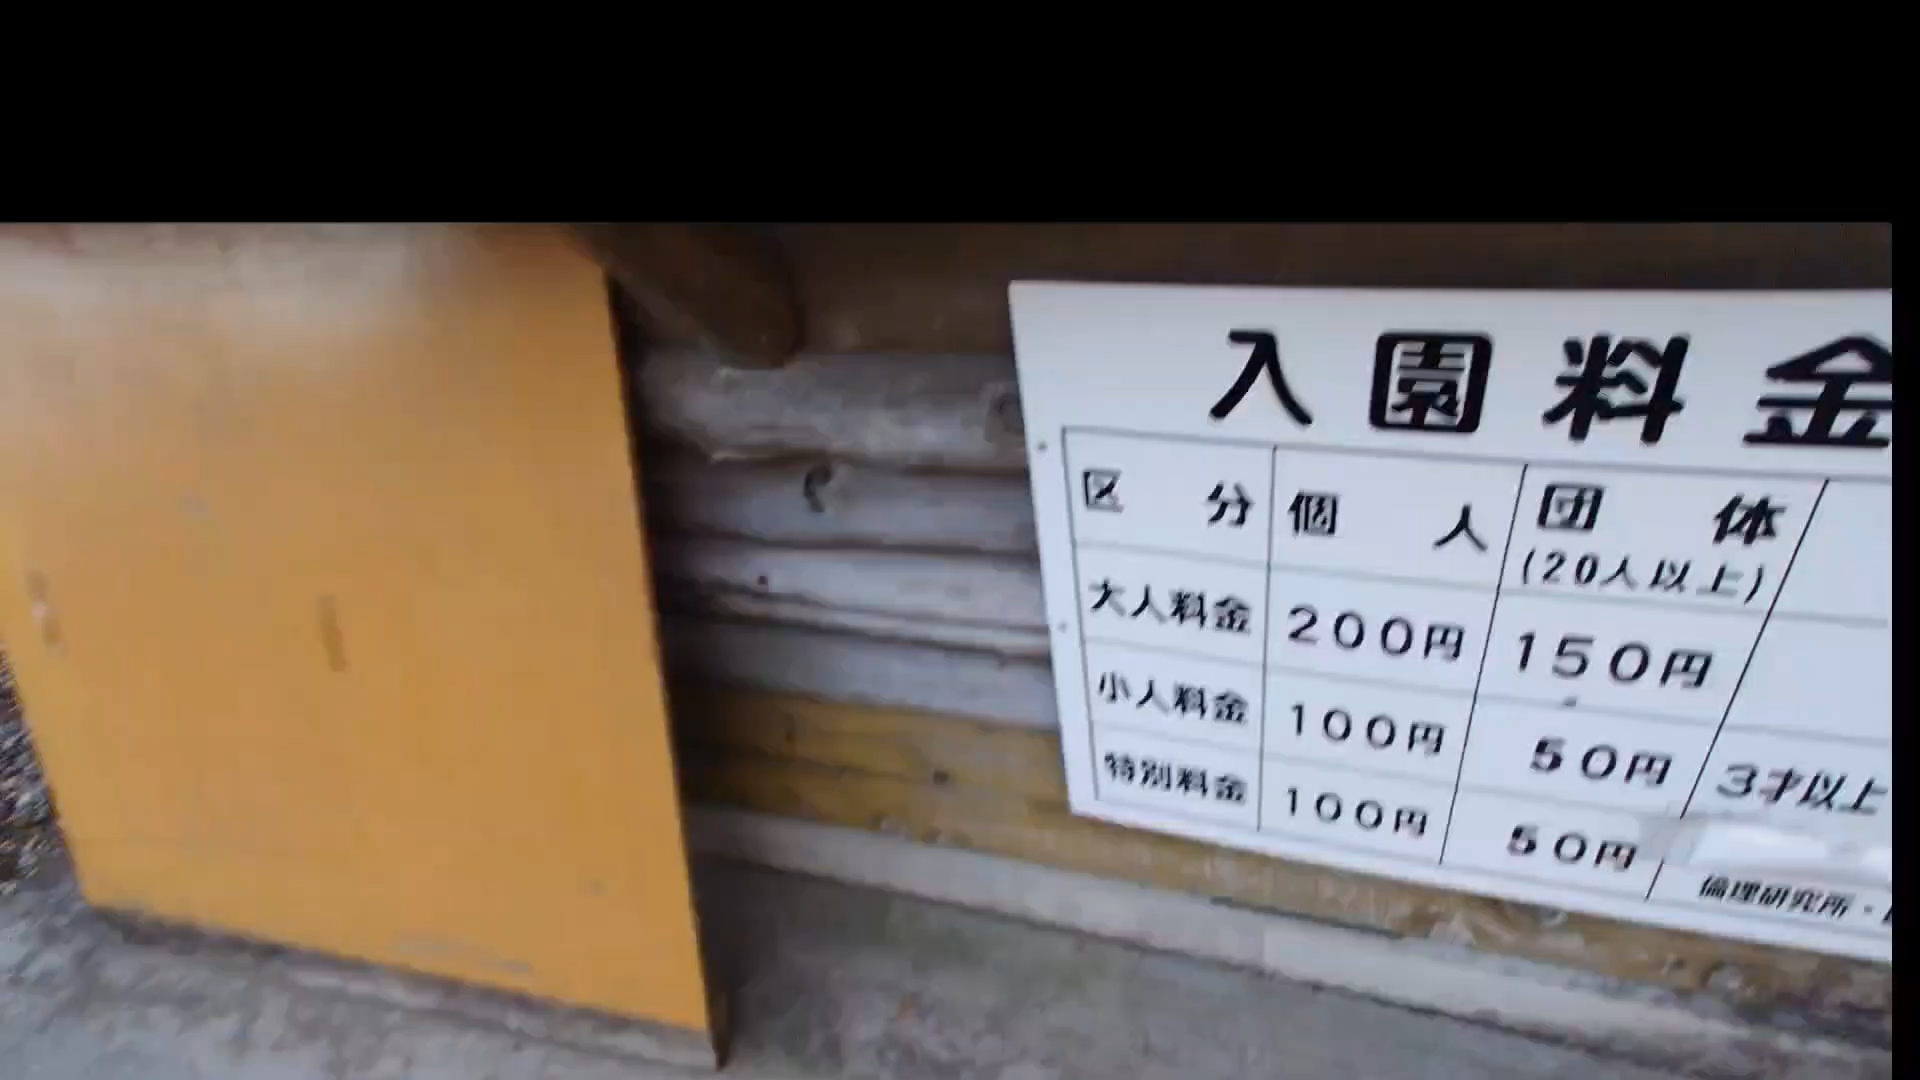 入園料金
区分 個人 団体
(20人以上)
大人料金 200円 150円
小人料金 100円 50円 3才以上
特別料金 100円 50円
倫理研究所・